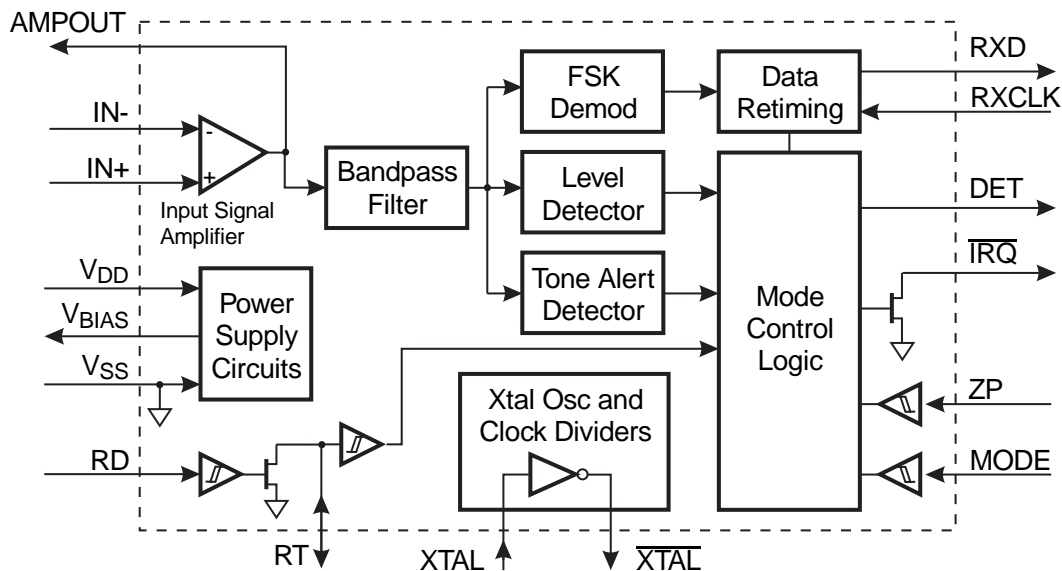 AMPOUT
IN-
IN+
-
+
Input Signal
Amplifier
Bandpass
Filter
FSK
Demod
Level
Detector
Tone Alert
Detector
Data
Retiming
RXD
RXCLK
DET
IRQ
Mode
Control
Logic
ZP
MODE
VDD
VBIAS
VSS
Power
Supply
Circuits
RD
RT
Xtal Osc and
Clock Dividers
XTAL
XTAL